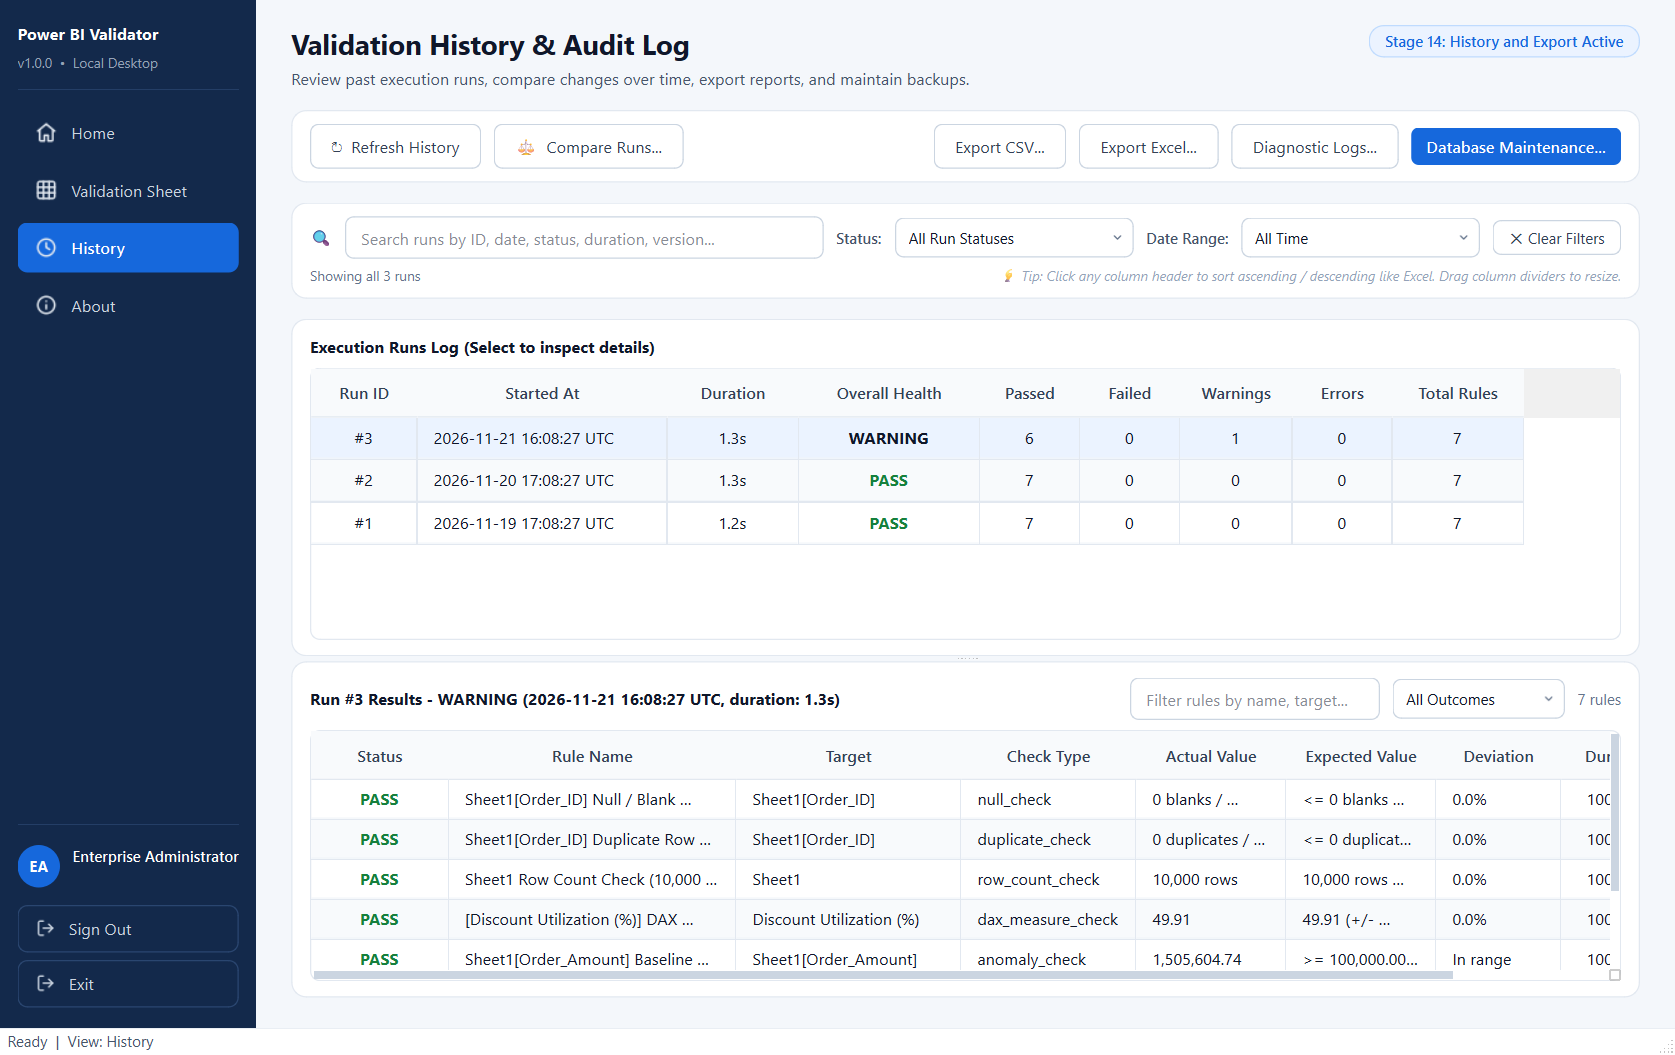 Power BI Validator
v1.0.0 • Local Desktop
Home
Validation Sheet
History
About
Enterprise Administrator
EA
Sign Out
Exit
Validation History & Audit Log
Stage 14: History and Export Active
Review past execution runs, compare changes over time, export reports, and maintain backups.
Refresh History
Compare Runs...
Export CSV...
Export Excel...
Diagnostic Logs...
Database Maintenance...
Search runs by ID, date, status, duration, version...
Status:
All Run Statuses
Date Range:
All Time
Clear Filters
Showing all 3 runs
Tip: Click any column header to sort ascending / descending like Excel. Drag column dividers to resize.
Execution Runs Log (Select to inspect details)
Run ID Started At Duration Overall Health Passed Failed Warnings Errors Total Rules
#3 2026-11-21 16:08:27 UTC 1.3s WARNING 6 0 1 0 7
#2 2026-11-20 17:08:27 UTC 1.3s PASS 7 0 0 0 7
#1 2026-11-19 17:08:27 UTC 1.2s PASS 7 0 0 0 7
Run #3 Results - WARNING (2026-11-21 16:08:27 UTC, duration: 1.3s)
Filter rules by name, target...
All Outcomes
7 rules
Status Rule Name Target Check Type Actual Value Expected Value Deviation Dur
PASS Sheet1[Order_ID] Null / Blank ... Sheet1[Order_ID] null_check 0 blanks / ... <= 0 blanks ... 0.0% 100
PASS Sheet1[Order_ID] Duplicate Row ... Sheet1[Order_ID] duplicate_check 0 duplicates / ... <= 0 duplicat... 0.0% 100
PASS Sheet1 Row Count Check (10,000 ... Sheet1 row_count_check 10,000 rows 10,000 rows ... 0.0% 100
PASS [Discount Utilization (%)] DAX ... Discount Utilization (%) dax_measure_check 49.91 49.91 (+/- ... 0.0% 100
PASS Sheet1[Order_Amount] Baseline ... Sheet1[Order_Amount] anomaly_check 1,505,604.74 >= 100,000.00... In range 100
Ready | View: History